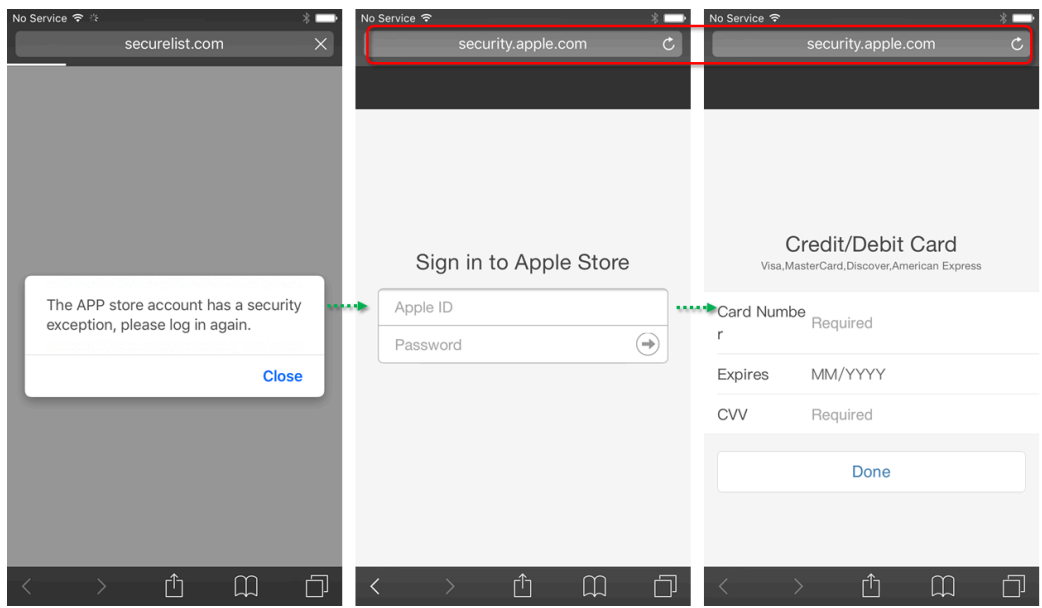 No Service
securelist.com
The APP store account has a security
exception, please log in again.
Close
No Service
security.apple.com
Sign in to Apple Store
Apple ID
Password
No Service
security.apple.com
Credit/Debit Card
Visa,MasterCard,Discover,American Express
Card Numbe
r
Required
Expires
MM/YYYY
CVV
Required
Done